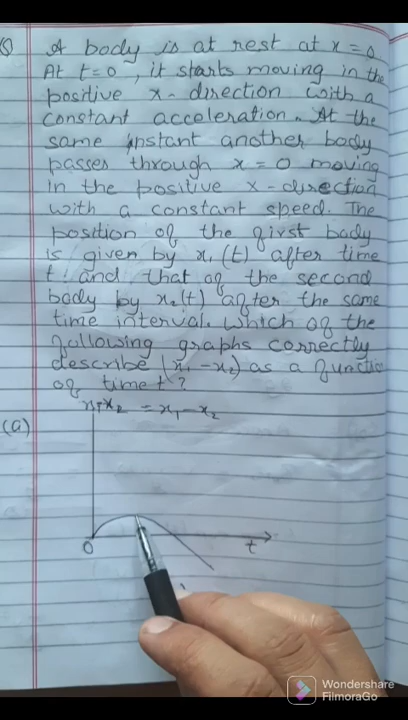 Q) A body is at rest at x = 0
At t = 0, it starts moving in the
positive x-direction with a
constant acceleration. At the
same instant another body
passes through x = 0 moving
in the positive x-direction
with a constant speed. The
position of the first body
is given by x₁(t) after time
t and that of the second
body by x₂(t) after the same
time interval. Which of the
following graphs correctly
describe (x₁ - x₂) as a functio
of time t?
= x₁ - x₂
(a)
0 t
Wondershare
FilmoraGo